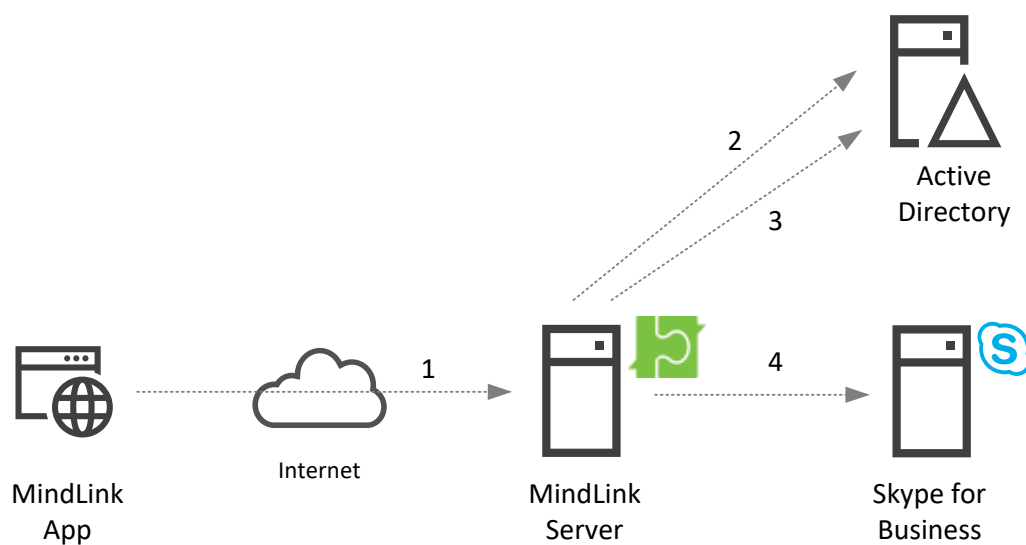 2
Active
Directory
3
1
4
S
Internet
MindLink
App
MindLink
Server
Skype for
Business